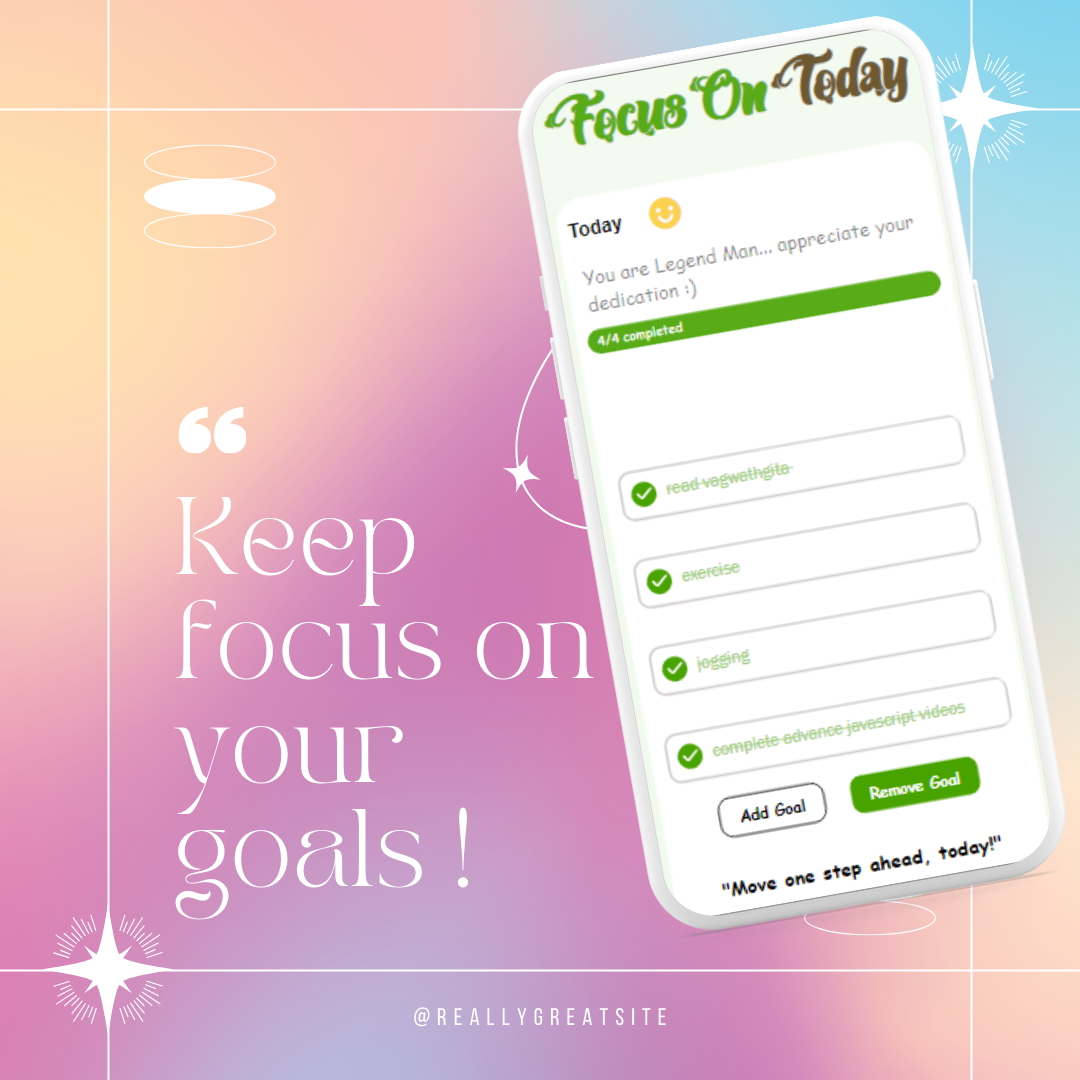 Focus On Today
Today
You are Legend Man... appreciate your
dedication :)
4/4 completed
read vagwathgita
exercise
jogging
complete advance javascript videos
Add Goal Remove Goal
"Move one step ahead, today!"
“
Keep
focus on
your
goals !
@REALLYGREATSITE